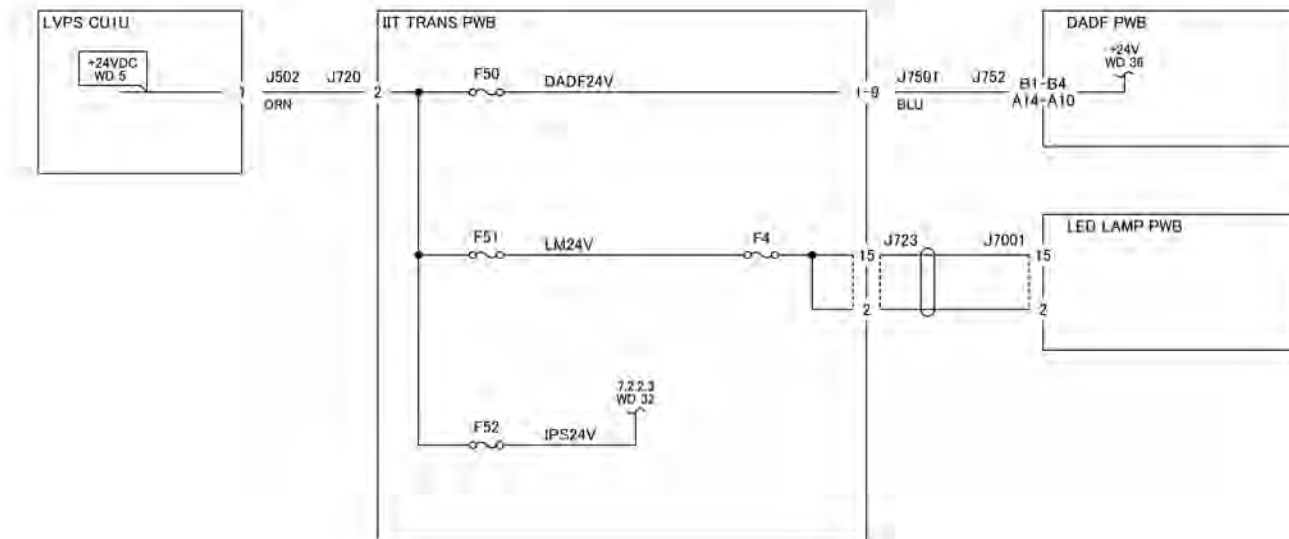 LVPS CU1U
+24VDC
WD 5
1
J502
J720
ORN
IIT TRANS PWB
2
F50
DADF24V
1-9
J7501
J752
BLU
DADF PWB
+24V
WD 36
B1-B4
A14-A10
F51
LM24V
F4
15
J723
J7001
15
2
2
LED LAMP PWB
7.2.2.3
WD 32
F52
IPS24V